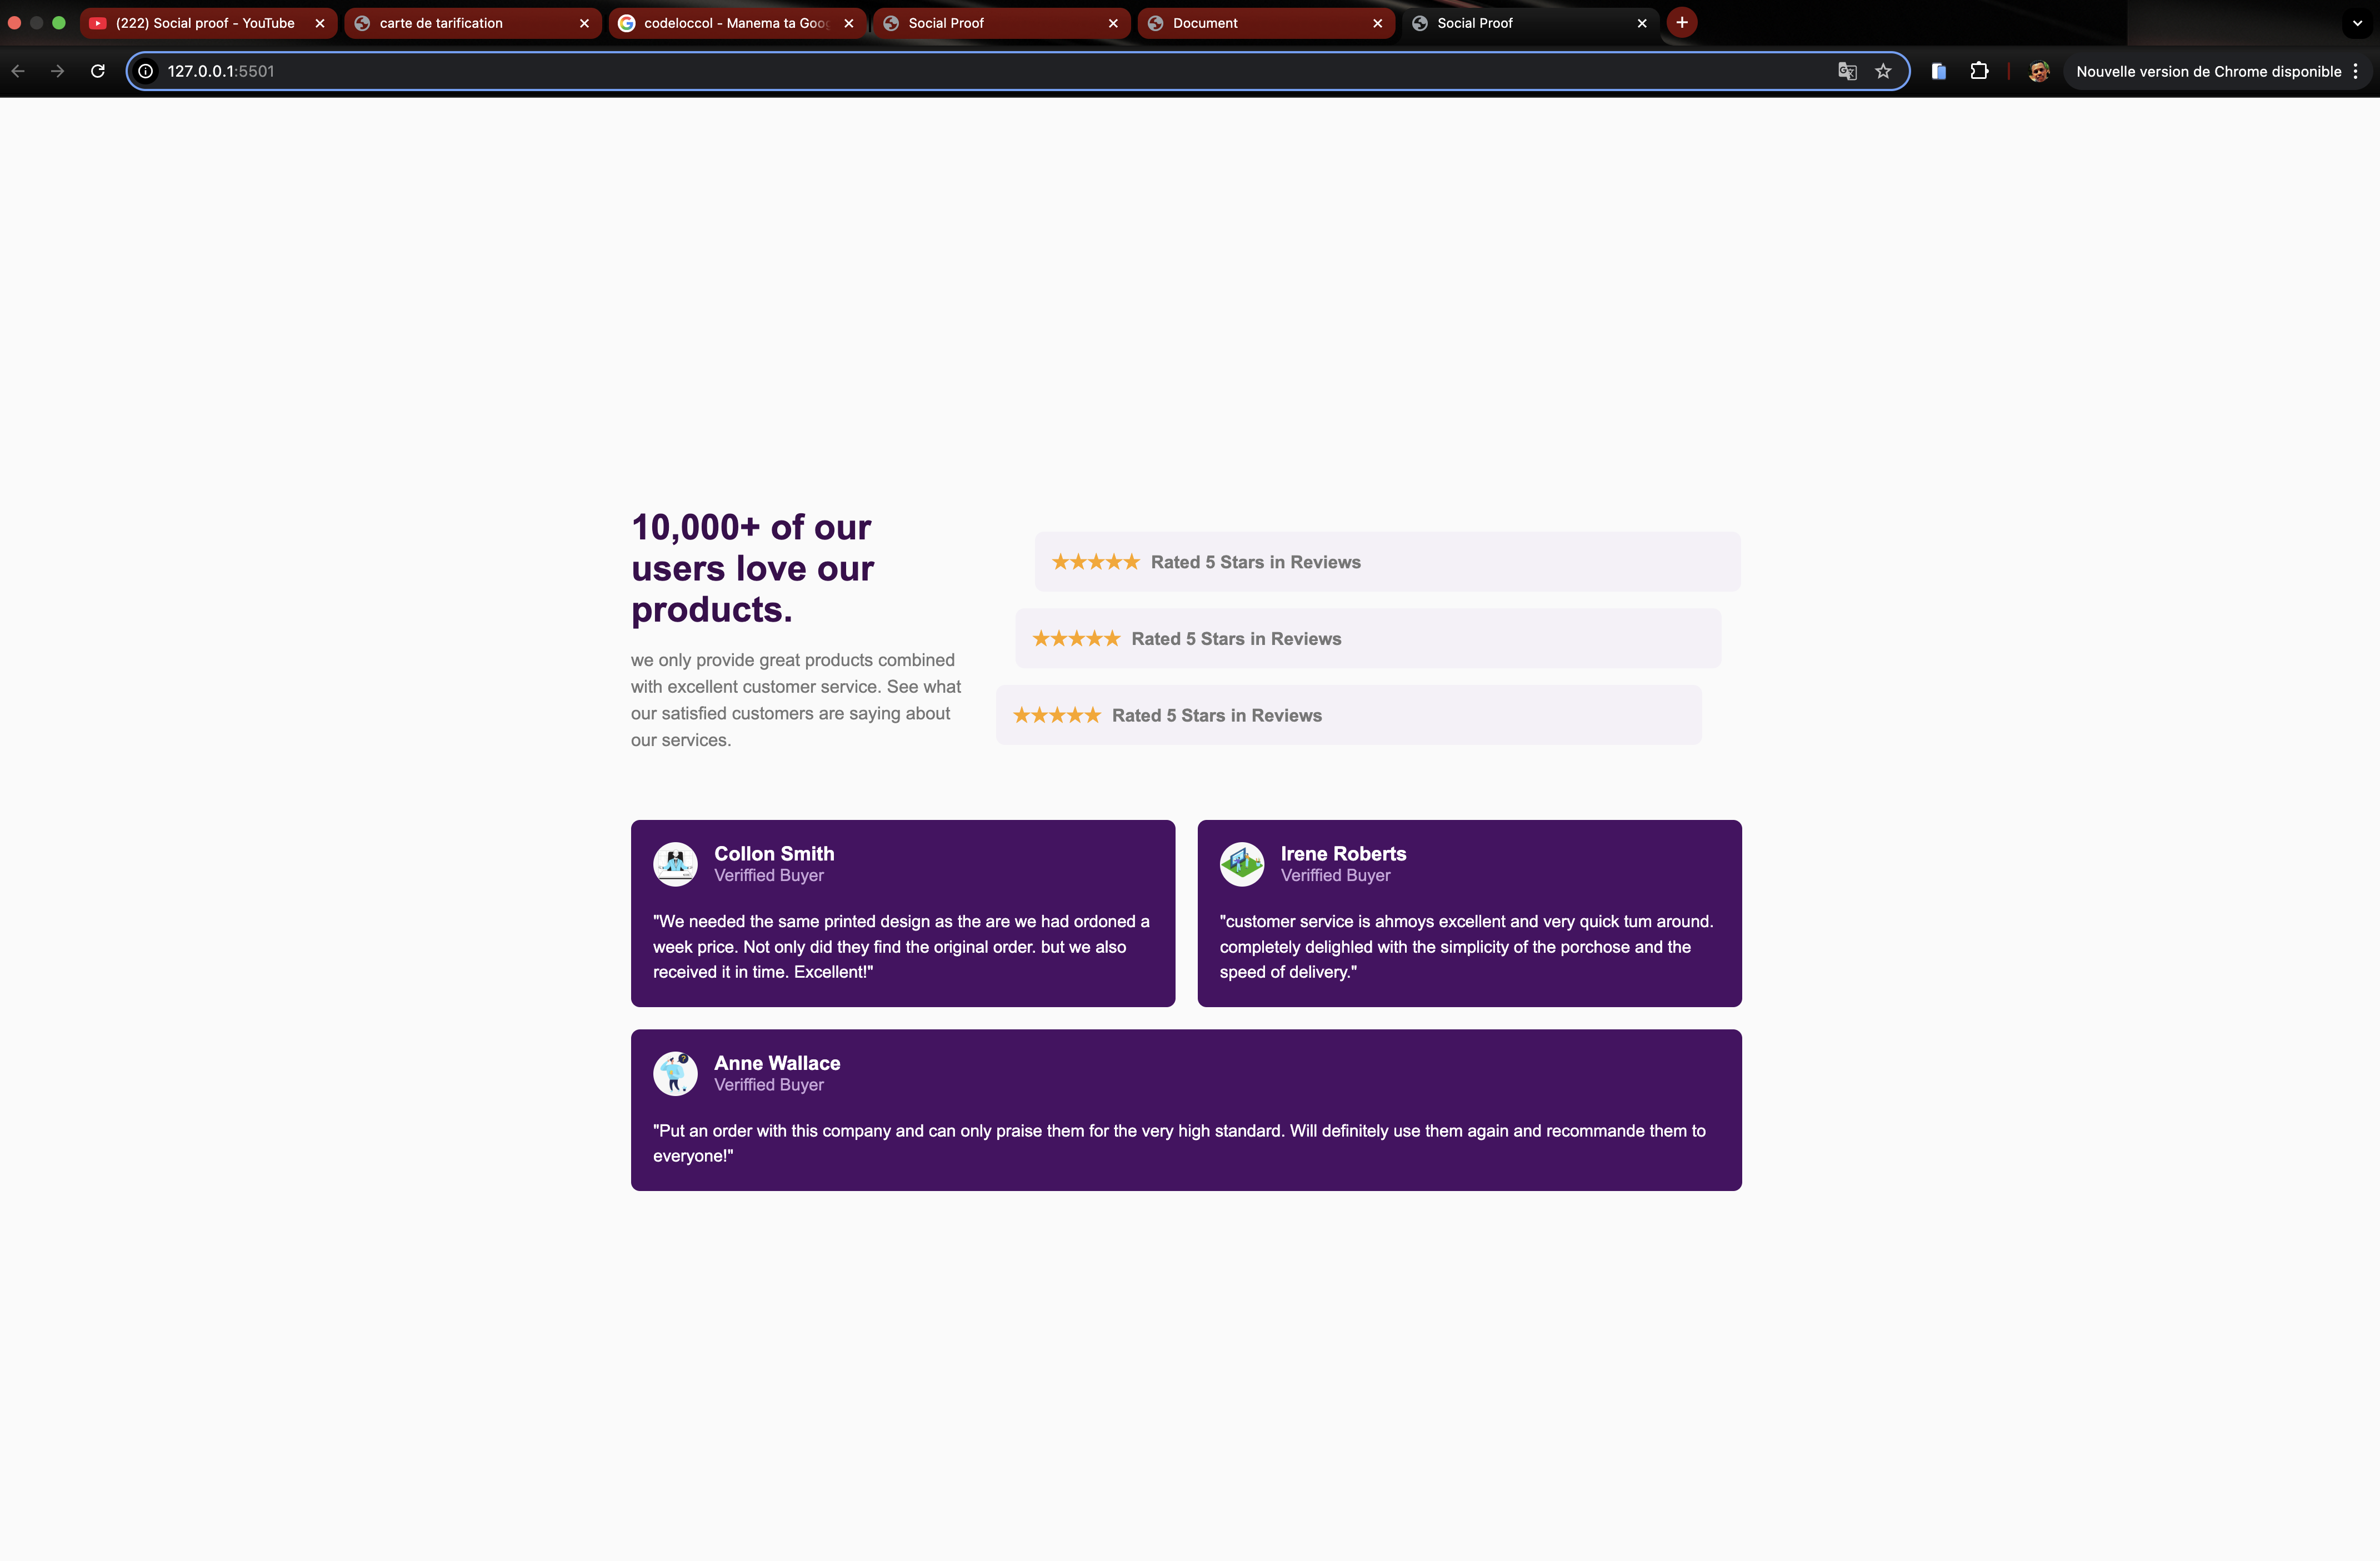 (222) Social proof - YouTube
carte de tarification
codeloccol - Manema ta Goo
Social Proof
Document
Social Proof
127.0.0.1:5501
Nouvelle version de Chrome disponible
10,000+ of our
users love our
products.
we only provide great products combined
with excellent customer service. See what
our satisfied customers are saying about
our services.
★★★★★ Rated 5 Stars in Reviews
★★★★★ Rated 5 Stars in Reviews
★★★★★ Rated 5 Stars in Reviews
Collon Smith
Veriffied Buyer
"We needed the same printed design as the are we had ordoned a
week price. Not only did they find the original order. but we also
received it in time. Excellent!"
Irene Roberts
Veriffied Buyer
"customer service is ahmoys excellent and very quick tum around.
completely delighled with the simplicity of the porchose and the
speed of delivery."
Anne Wallace
Veriffied Buyer
"Put an order with this company and can only praise them for the very high standard. Will definitely use them again and recommande them to
everyone!"